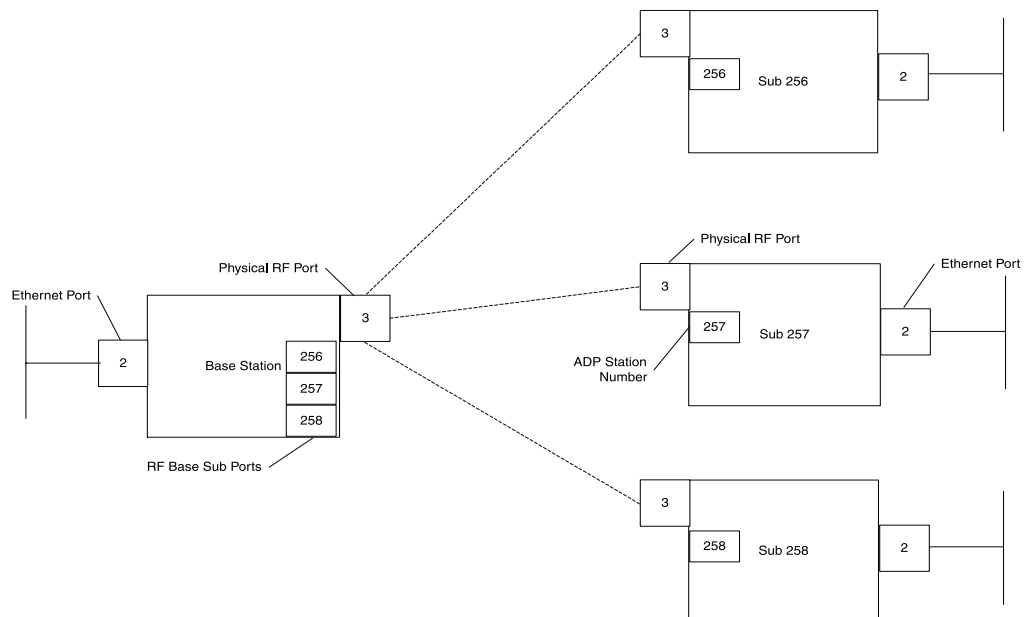 3
256
Sub 256
2
Physical RF Port
Ethernet Port
3
257
Sub 257
2
ADP Station
Number
Physical RF Port
Ethernet Port
3
2
Base Station
256
257
258
RF Base Sub Ports
3
258
Sub 258
2